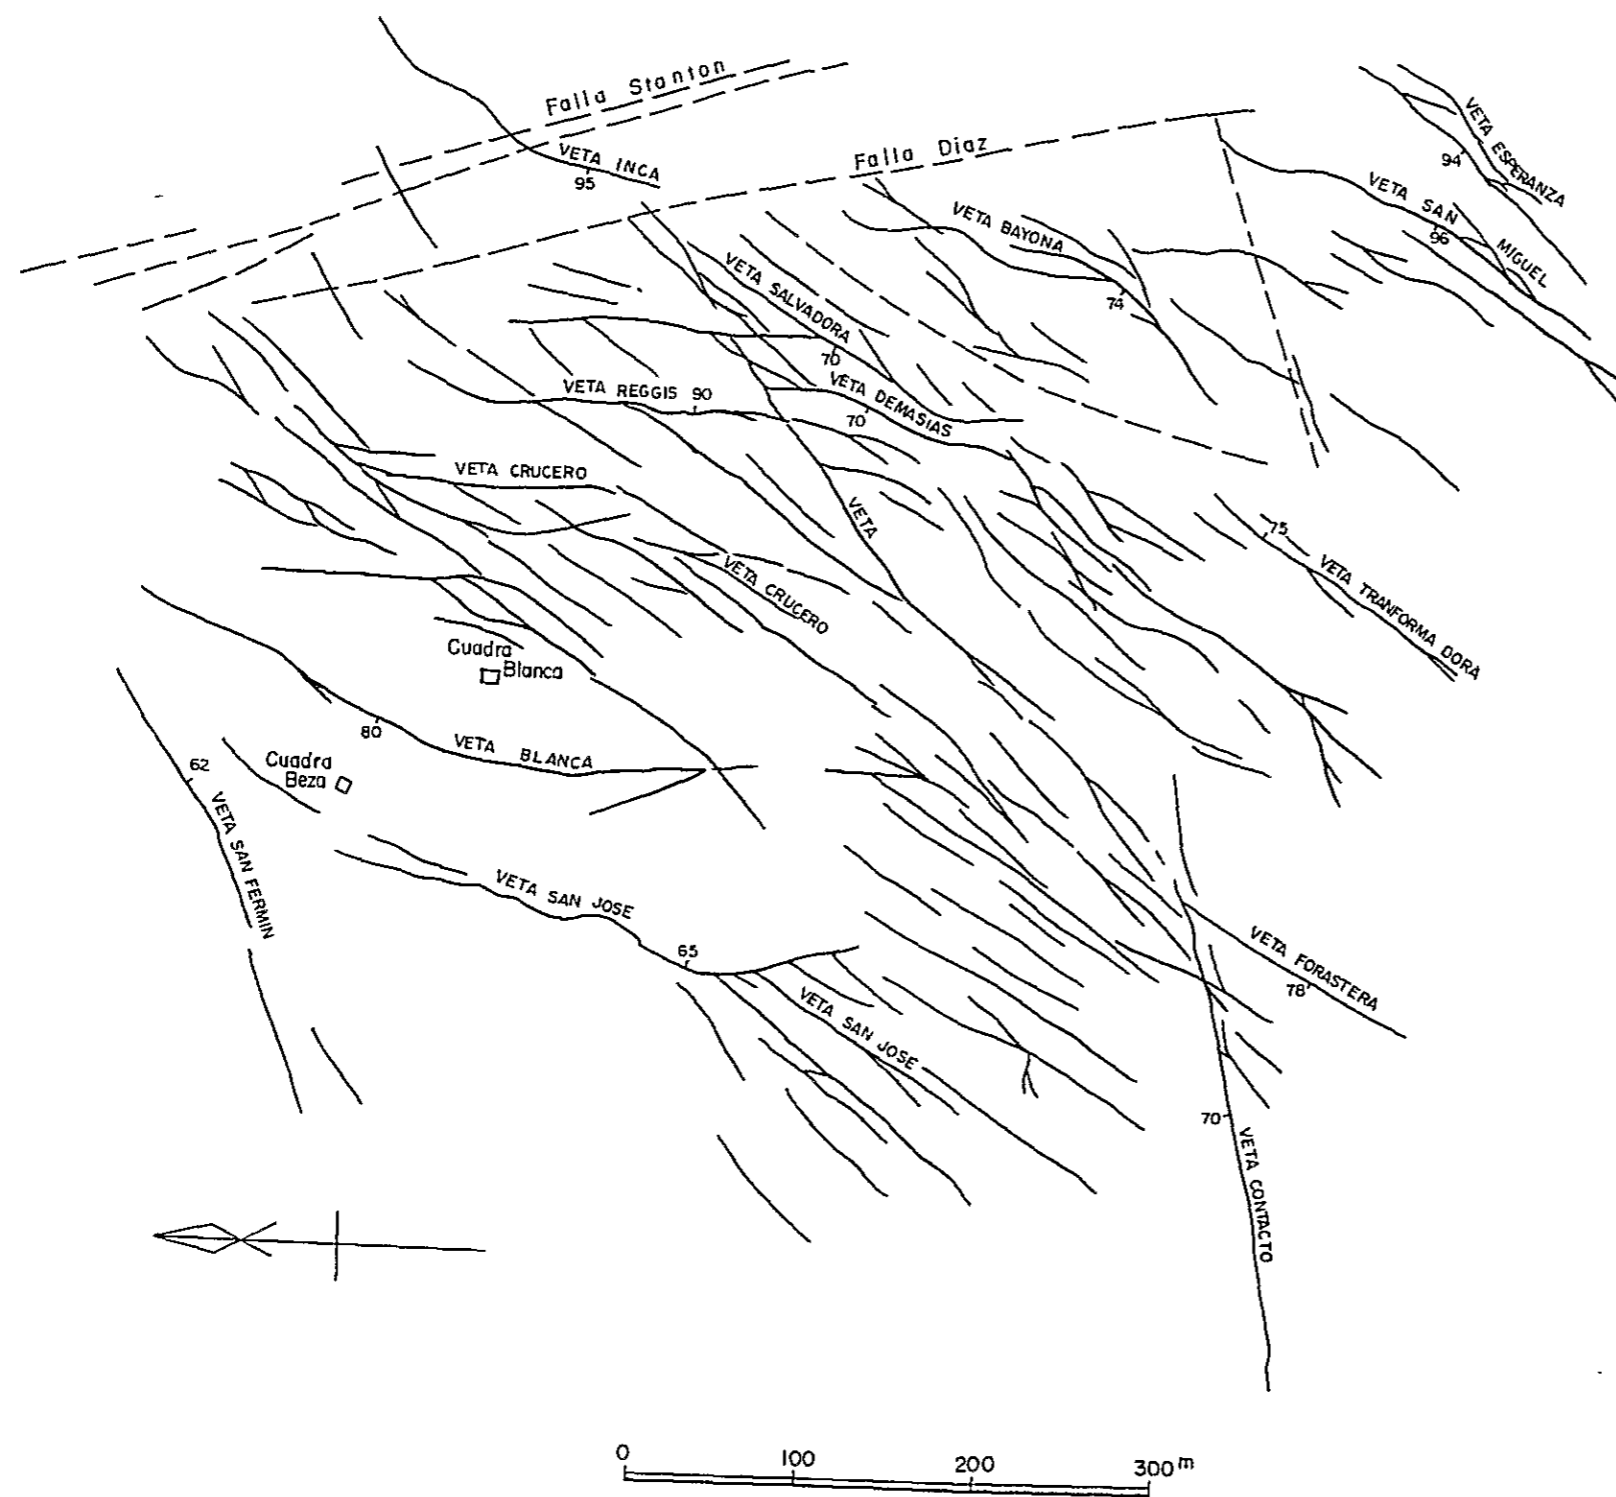 Falla Stanton
VETA INCA
95
Falla Diaz
VETA ESPERANZA
94
VETA SAN MIGUEL
96
VETA BAYONA
74
VETA SALVADORA
70
VETA DEMASIAS
70
VETA REGGIS 90
VETA CRUCERO
VETA
75
VETA TRANFORMA DORA
VETA CRUCERO
Cuadra
Blanca
80
VETA BLANCA
62
Cuadra
Beza
VETA SAN FERMIN
VETA SAN JOSE
65
VETA FORASTERA
78
VETA SAN JOSE
70
VETA CONTACTO
0 100 200 300 m